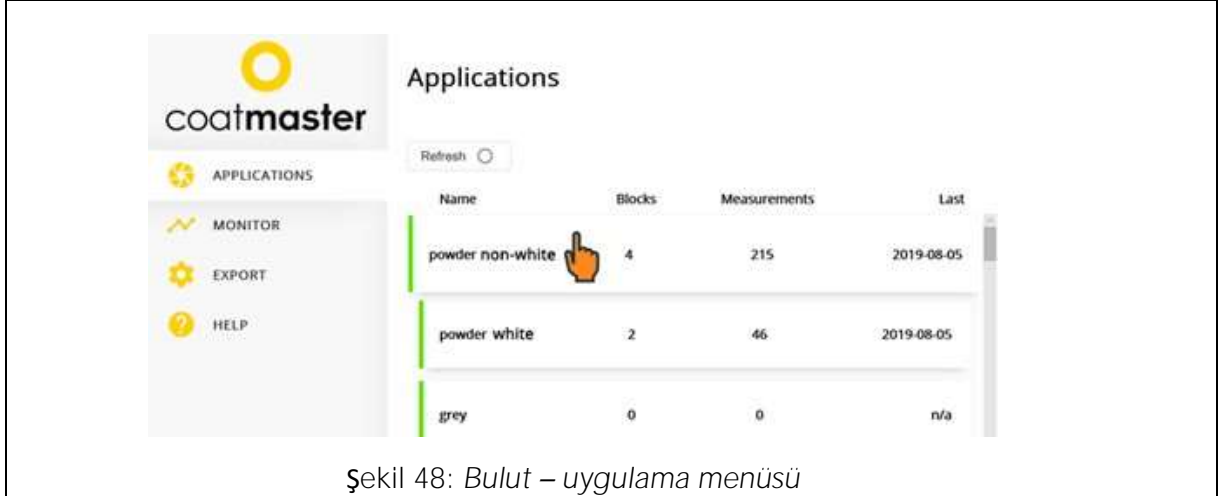 coatmaster
APPLICATIONS
MONITOR
EXPORT
HELP
Applications
Refresh
Name Blocks Measurements Last
powder non-white 4 215 2019-08-05
powder white 2 46 2019-08-05
grey 0 0 n/a
Şekil 48: Bulut – uygulama menüsü